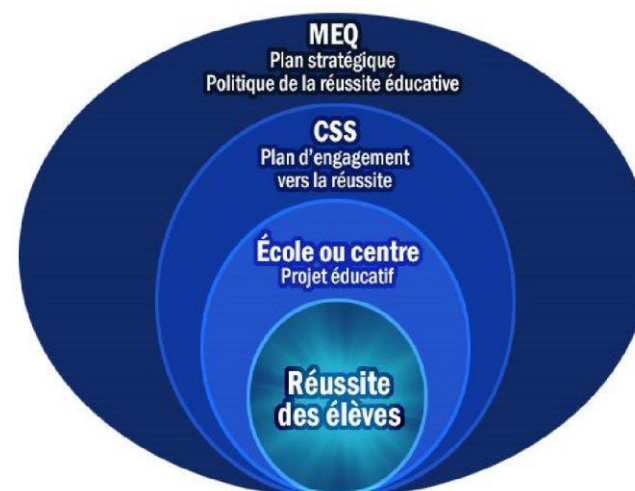 MEQ
Plan stratégique
Politique de la réussite éducative
CSS
Plan d'engagement
vers la réussite
École ou centre
Projet éducatif
Réussite
des élèves